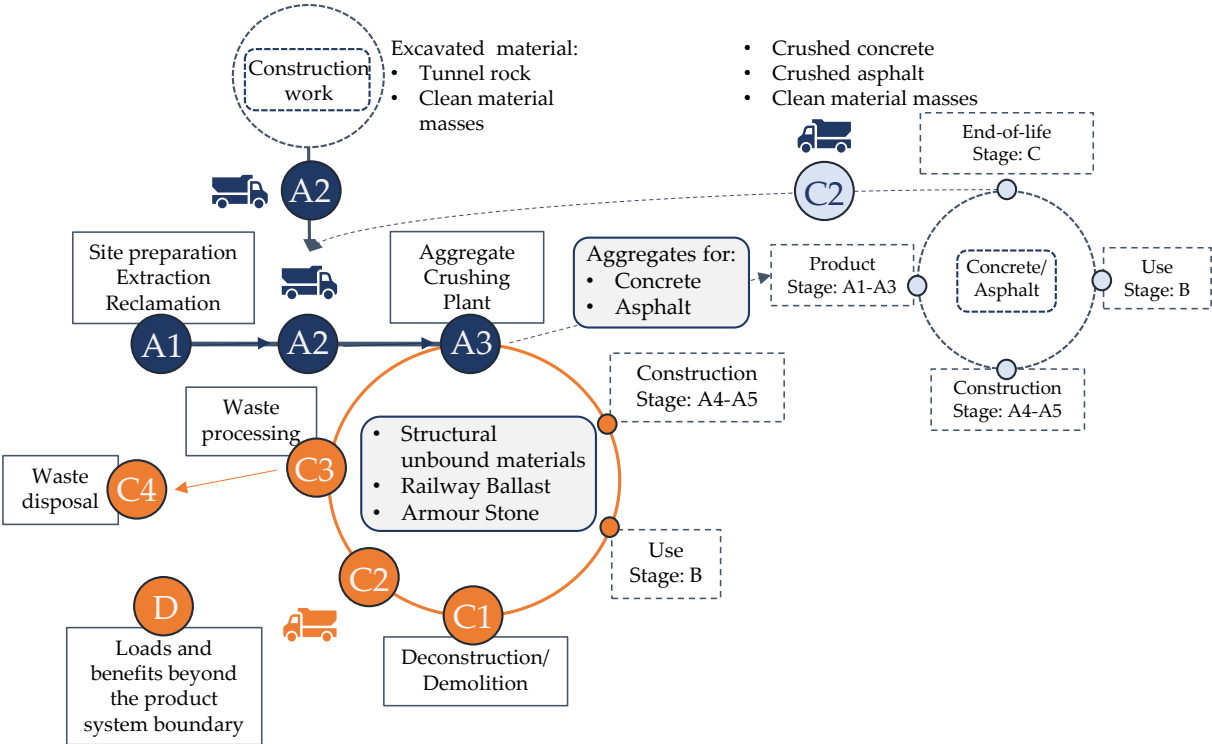 Construction
work
Excavated material:
• Tunnel rock
• Clean material
masses
• Crushed concrete
• Crushed asphalt
• Clean material masses
A2
C2
End-of-life
Stage: C
Site preparation
Extraction
Reclamation
Aggregate
Crushing
Plant
Aggregates for:
• Concrete
• Asphalt
Product
Stage: A1-A3
Concrete/
Asphalt
Use
Stage: B
A1
A2
A3
Construction
Stage: A4-A5
Construction
Stage: A4-A5
Waste
processing
• Structural
unbound materials
• Railway Ballast
• Armour Stone
C3
Waste
disposal
C4
Use
Stage: B
C2
C1
D
Deconstruction/
Demolition
Loads and
benefits beyond
the product
system boundary